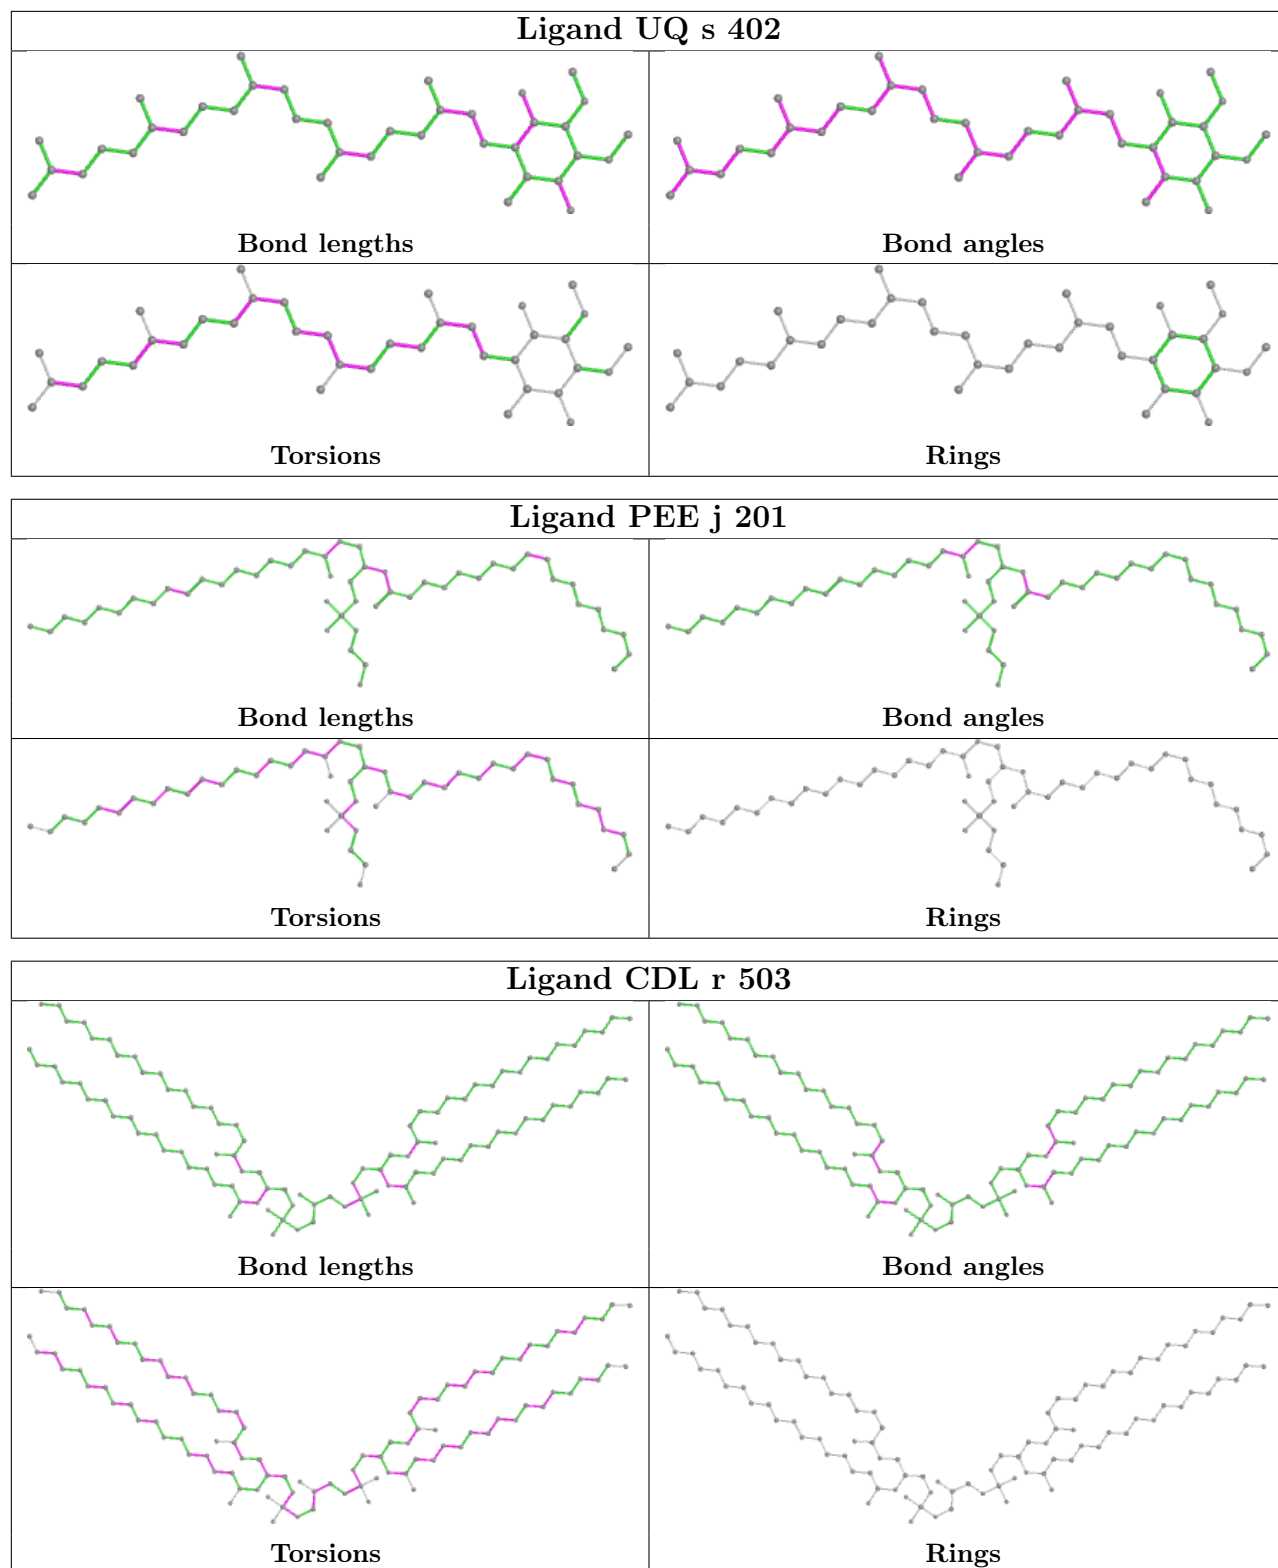 Ligand UQ s 402
Bond lengths
Bond angles
Torsions
Rings
Ligand PEE j 201
Bond lengths
Bond angles
Torsions
Rings
Ligand CDL r 503
Bond lengths
Bond angles
Torsions
Rings